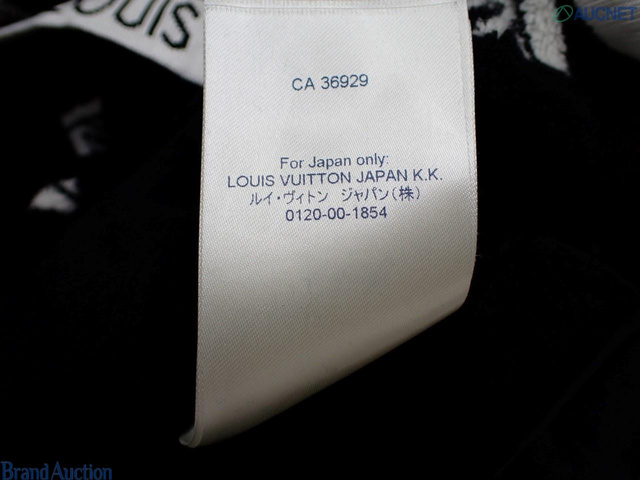 LOUIS
AUCNET
CA 36929
For Japan only:
LOUIS VUITTON JAPAN K.K.
ルイ・ヴィトン ジャパン(株)
0120-00-1854
Brand Auction